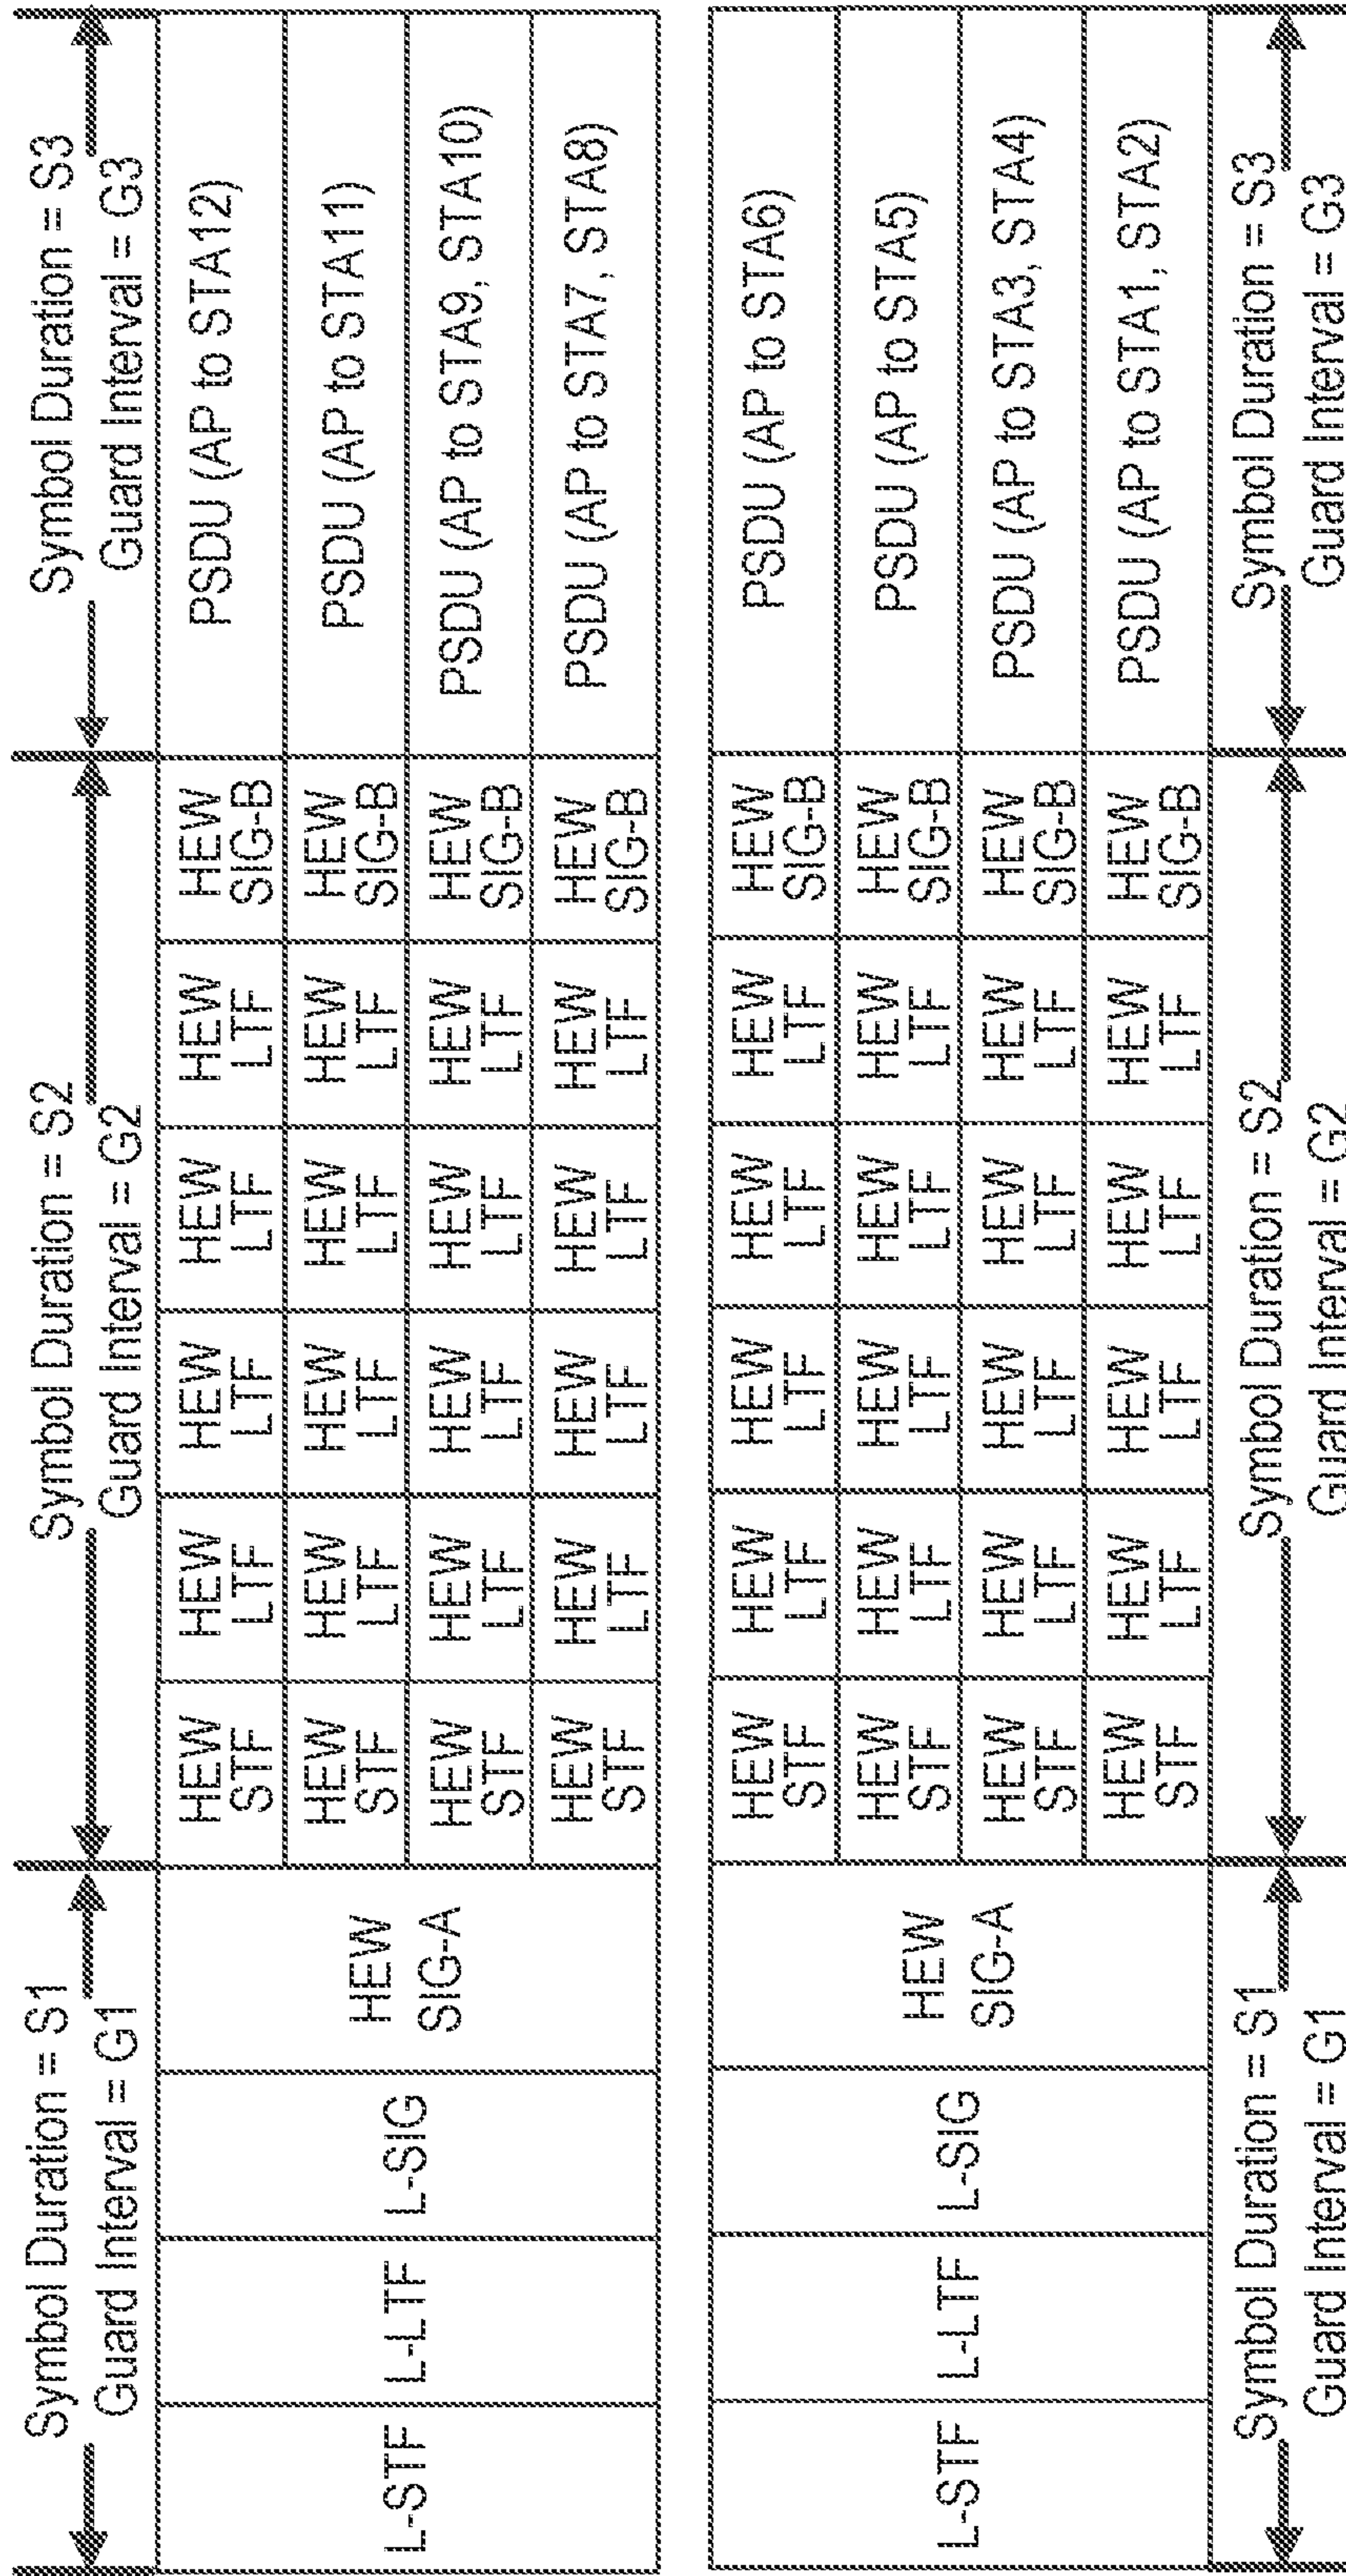 Symbol Duration = S1 Symbol Duration = S2 Symbol Duration = S3
Guard Interval = G1 Guard Interval = G2 Guard Interval = G3
HEW HEW HEW HEW HEW HEW
STF LTF LTF LTF LTF SIG-B
PSDU (AP to STA12)
HEW HEW HEW HEW HEW HEW
STF LTF LTF LTF LTF SIG-B
PSDU (AP to STA11)
L-STF L-LTF L-SIG
HEW
SIG-A
HEW HEW HEW HEW HEW HEW
STF LTF LTF LTF LTF SIG-B
PSDU (AP to STA9, STA10)
HEW HEW HEW HEW HEW HEW
STF LTF LTF LTF LTF SIG-B
PSDU (AP to STA7, STA8)
HEW HEW HEW HEW HEW HEW
STF LTF LTF LTF LTF SIG-B
PSDU (AP to STA6)
HEW HEW HEW HEW HEW HEW
STF LTF LTF LTF LTF SIG-B
PSDU (AP to STA5)
L-STF L-LTF L-SIG
HEW
SIG-A
HEW HEW HEW HEW HEW HEW
STF LTF LTF LTF LTF SIG-B
PSDU (AP to STA3, STA4)
HEW HEW HEW HEW HEW HEW
STF LTF LTF LTF LTF SIG-B
PSDU (AP to STA1, STA2)
Symbol Duration = S1 Symbol Duration = S2 Symbol Duration = S3
Guard Interval = G1 Guard Interval = G2 Guard Interval = G3